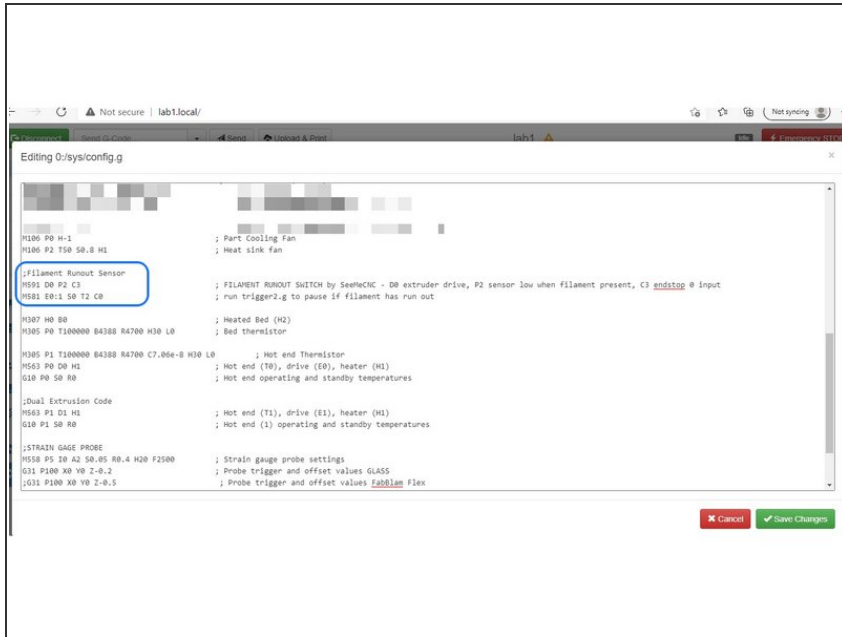 Not secure | lab1.local/
Not syncing
Disconnect Send G-Code Send Upload & Print lab1 Idle Emergency STOP
Editing 0:/sys/config.g
M106 P0 H-1 ; Part Cooling Fan
M106 P2 T50 S0.8 H1 ; Heat sink fan
;Filament Runout Sensor
M591 D0 P2 C3 ; FILAMENT RUNOUT SWITCH by SeeMeCNC - D0 extruder drive, P2 sensor low when filament present, C3 endstop 0 input
M581 E0:1 S0 T2 C0 ; run trigger2.g to pause if filament has run out
M307 H0 B0 ; Heated Bed (H2)
M305 P0 T100000 B4388 R4700 H30 L0 ; Bed thermistor
M305 P1 T100000 B4388 R4700 C7.06e-8 H30 L0 ; Hot end Thermistor
M563 P0 D0 H1 ; Hot end (T0), drive (E0), heater (H1)
G10 P0 S0 R0 ; Hot end operating and standby temperatures
;Dual Extrusion Code
M563 P1 D1 H1 ; Hot end (T1), drive (E1), heater (H1)
G10 P1 S0 R0 ; Hot end (1) operating and standby temperatures
;STRAIN GAGE PROBE
M558 P5 I0 A2 S0.05 R0.4 H20 F2500 ; Strain gauge probe settings
G31 P100 X0 Y0 Z-0.2 ; Probe trigger and offset values GLASS
;G31 P100 X0 Y0 Z-0.5 ; Probe trigger and offset values FabBlam Flex
Cancel Save Changes